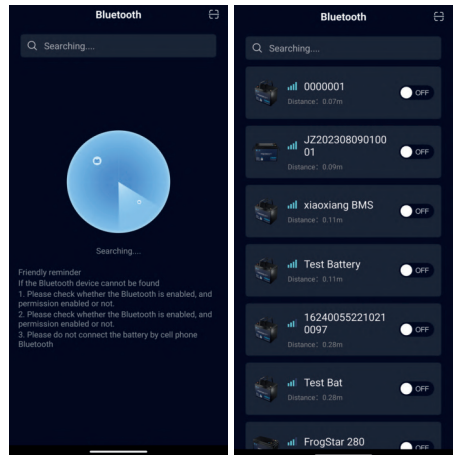 Bluetooth
Searching....
Searching....
Friendly reminder
If the Bluetooth device cannot be found
1. Please check whether the Bluetooth is enabled, and
permission enabled or not.
2. Please check whether the Bluetooth is enabled, and
permission enabled or not.
3. Please do not connect the battery by cell phone
Bluetooth
Bluetooth
Searching....
0000001
OFF
Distance: 0.07m
JZ202308090100
01
OFF
Distance: 0.09m
xiaoxiang BMS
OFF
Distance: 0.11m
Test Battery
OFF
Distance: 0.11m
16240055221021
0097
OFF
Distance: 0.28m
Test Bat
OFF
Distance: 0.28m
FrogStar 280
OFF